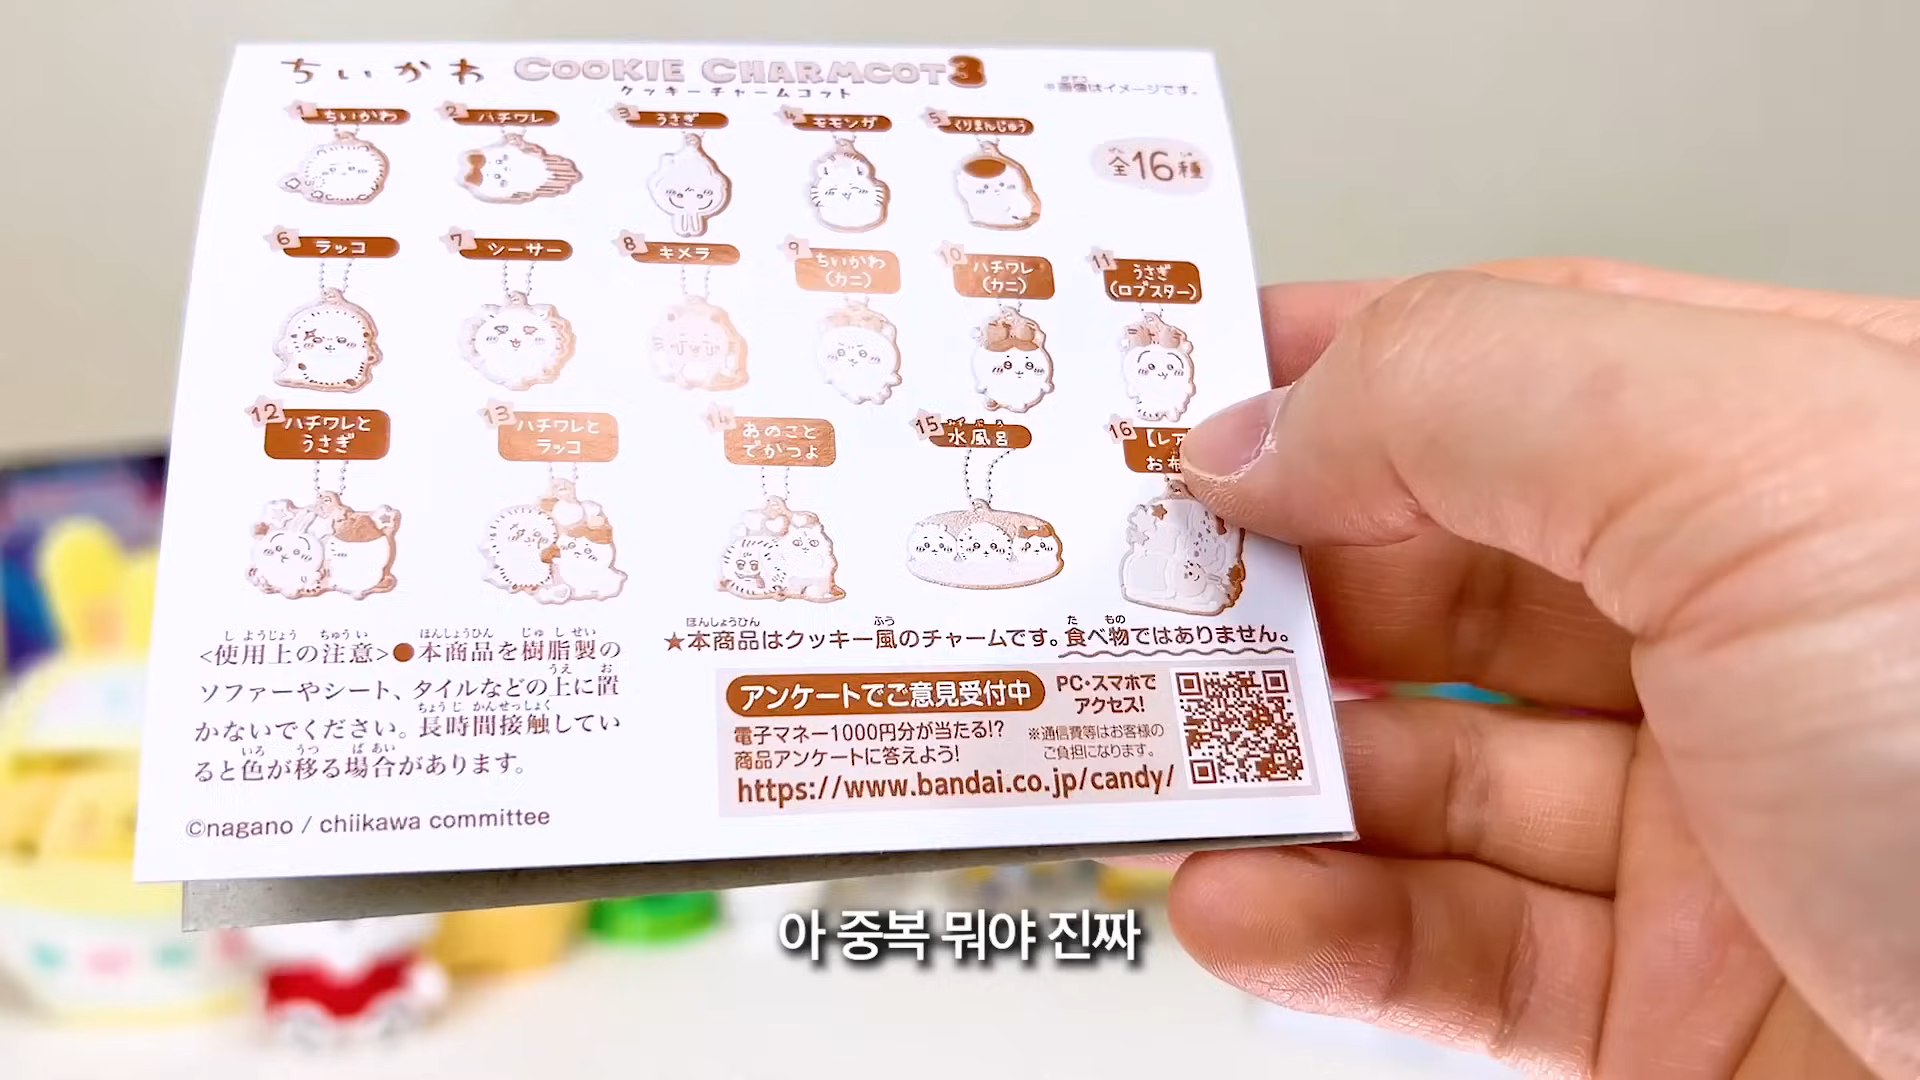 ちいかわ COOKIE CHARMCOT3
クッキーチャームコット
※画像はイメージです。
1 ちいかわ
2 ハチワレ
3 うさぎ
4 モモンガ
5 くりまんじゅう
全16種
6 ラッコ
7 シーサー
8 キメラ
9 ちいかわ
(カニ)
10 ハチワレ
(カニ)
11 うさぎ
(ロブスター)
12 ハチワレと
うさぎ
13 ハチワレと
ラッコ
14 あのこと
でかつよ
15 水風呂
16 【レア
お布
★本商品はクッキー風のチャームです。食べ物ではありません。
<使用上の注意>●本商品を樹脂製の
ソファーやシート、タイルなどの上に置
かないでください。長時間接触してい
ると色が移る場合があります。
アンケートでご意見受付中
PC・スマホで
アクセス!
電子マネー1000円分が当たる!?
商品アンケートに答えよう!
※通信費等はお客様の
ご負担になります。
https://www.bandai.co.jp/candy/
©nagano / chiikawa committee
아 중복 뭐야 진짜